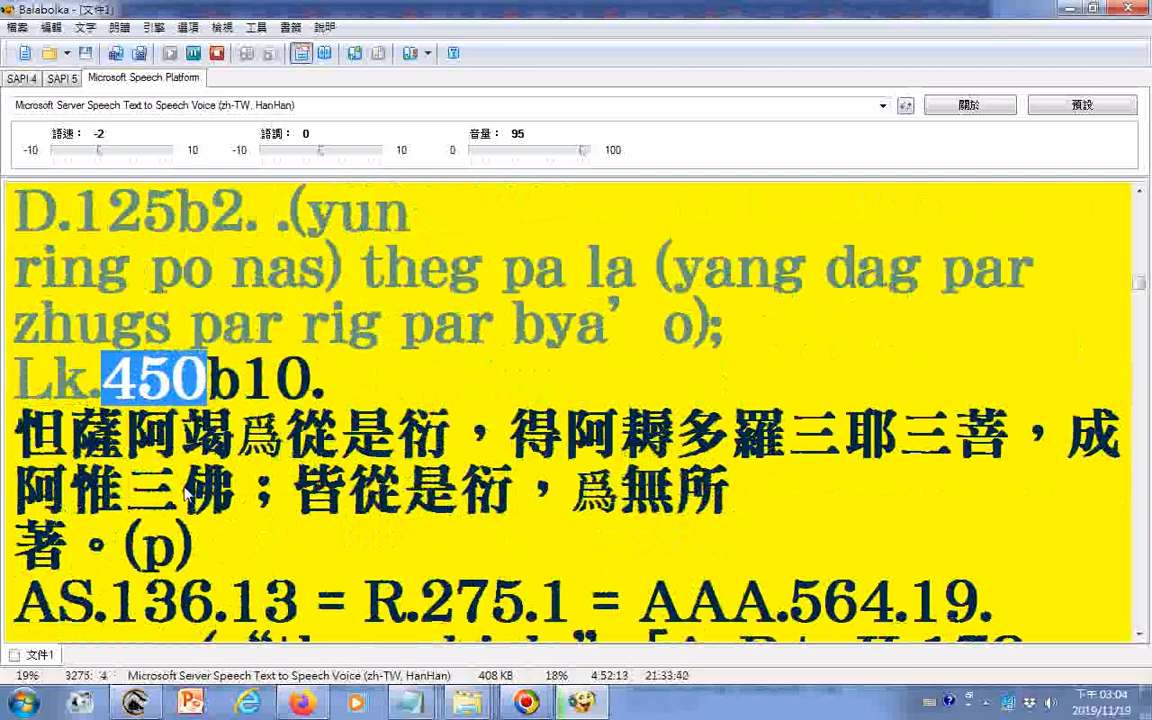 Balabolka - [文件1]
檔案 編輯 文字 朗讀 引擎 選項 檢視 工具 書籤 說明
SAPI 4 SAPI 5 Microsoft Speech Platform
Microsoft Server Speech Text to Speech Voice (zh-TW, HanHan) 關於 預設
語速： -2 語調： 0 音量： 95
-10 10 -10 10 0 100
D.125b2. .(yun
ring po nas) theg pa la (yang dag par
zhugs par rig par bya’ o);
Lk.450b10.
怛薩阿竭爲從是衍，得阿耨多羅三耶三菩，成
阿惟三佛；皆從是衍，爲無所
著。(p)
AS.136.13 = R.275.1 = AAA.564.19.
文件1
19% 3275: 4 Microsoft Server Speech Text to Speech Voice (zh-TW, HanHan) 408 KB 18% 4:52:13 21:33:40
下午 03:04
2019/11/19